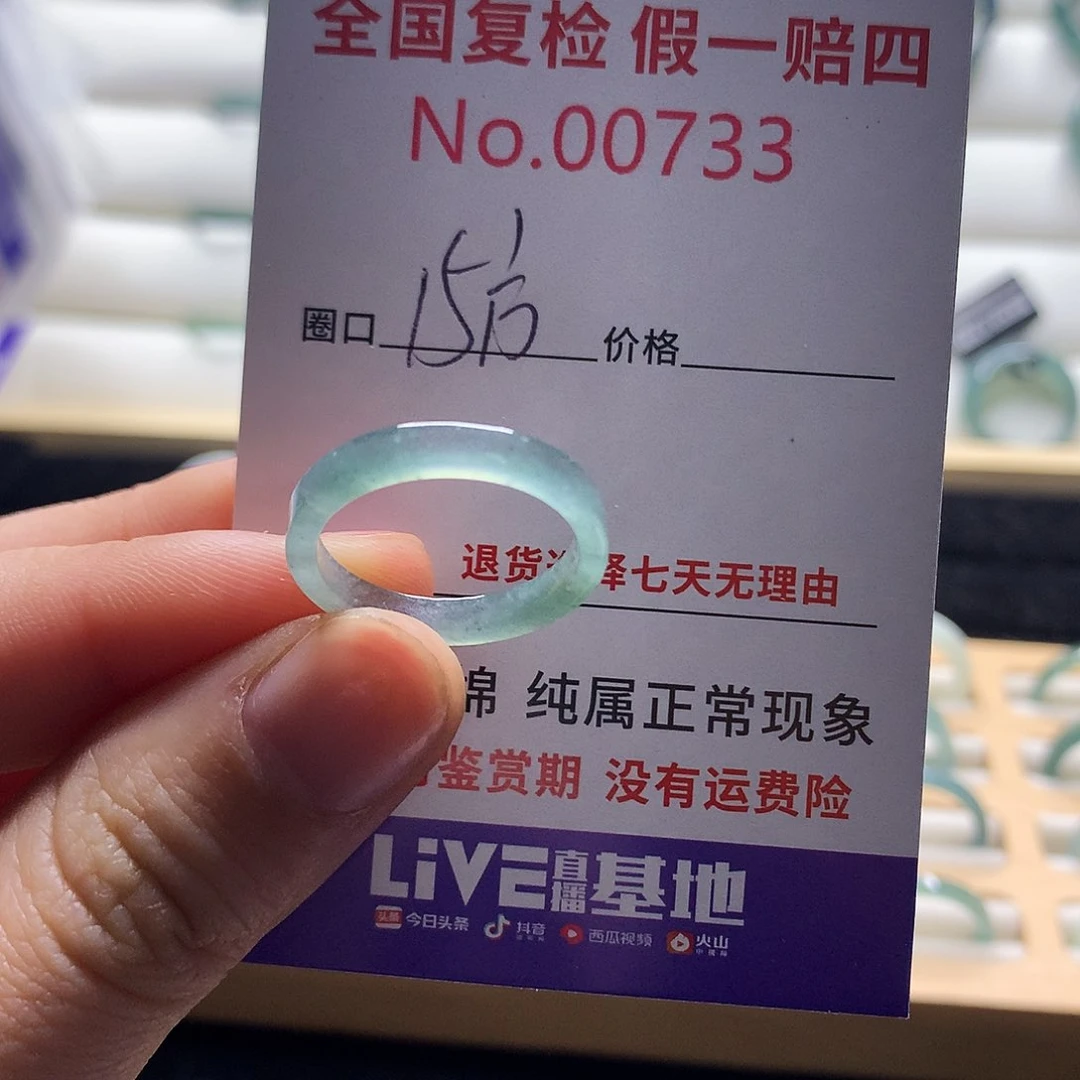 全国复检 假一赔四
No.00733
圈口 15 价格
退货 择七天无理由
棉 纯属正常现象
鉴赏期 没有运费险
LiVE直播基地
头条 今日头条 抖音 西瓜视频 火山